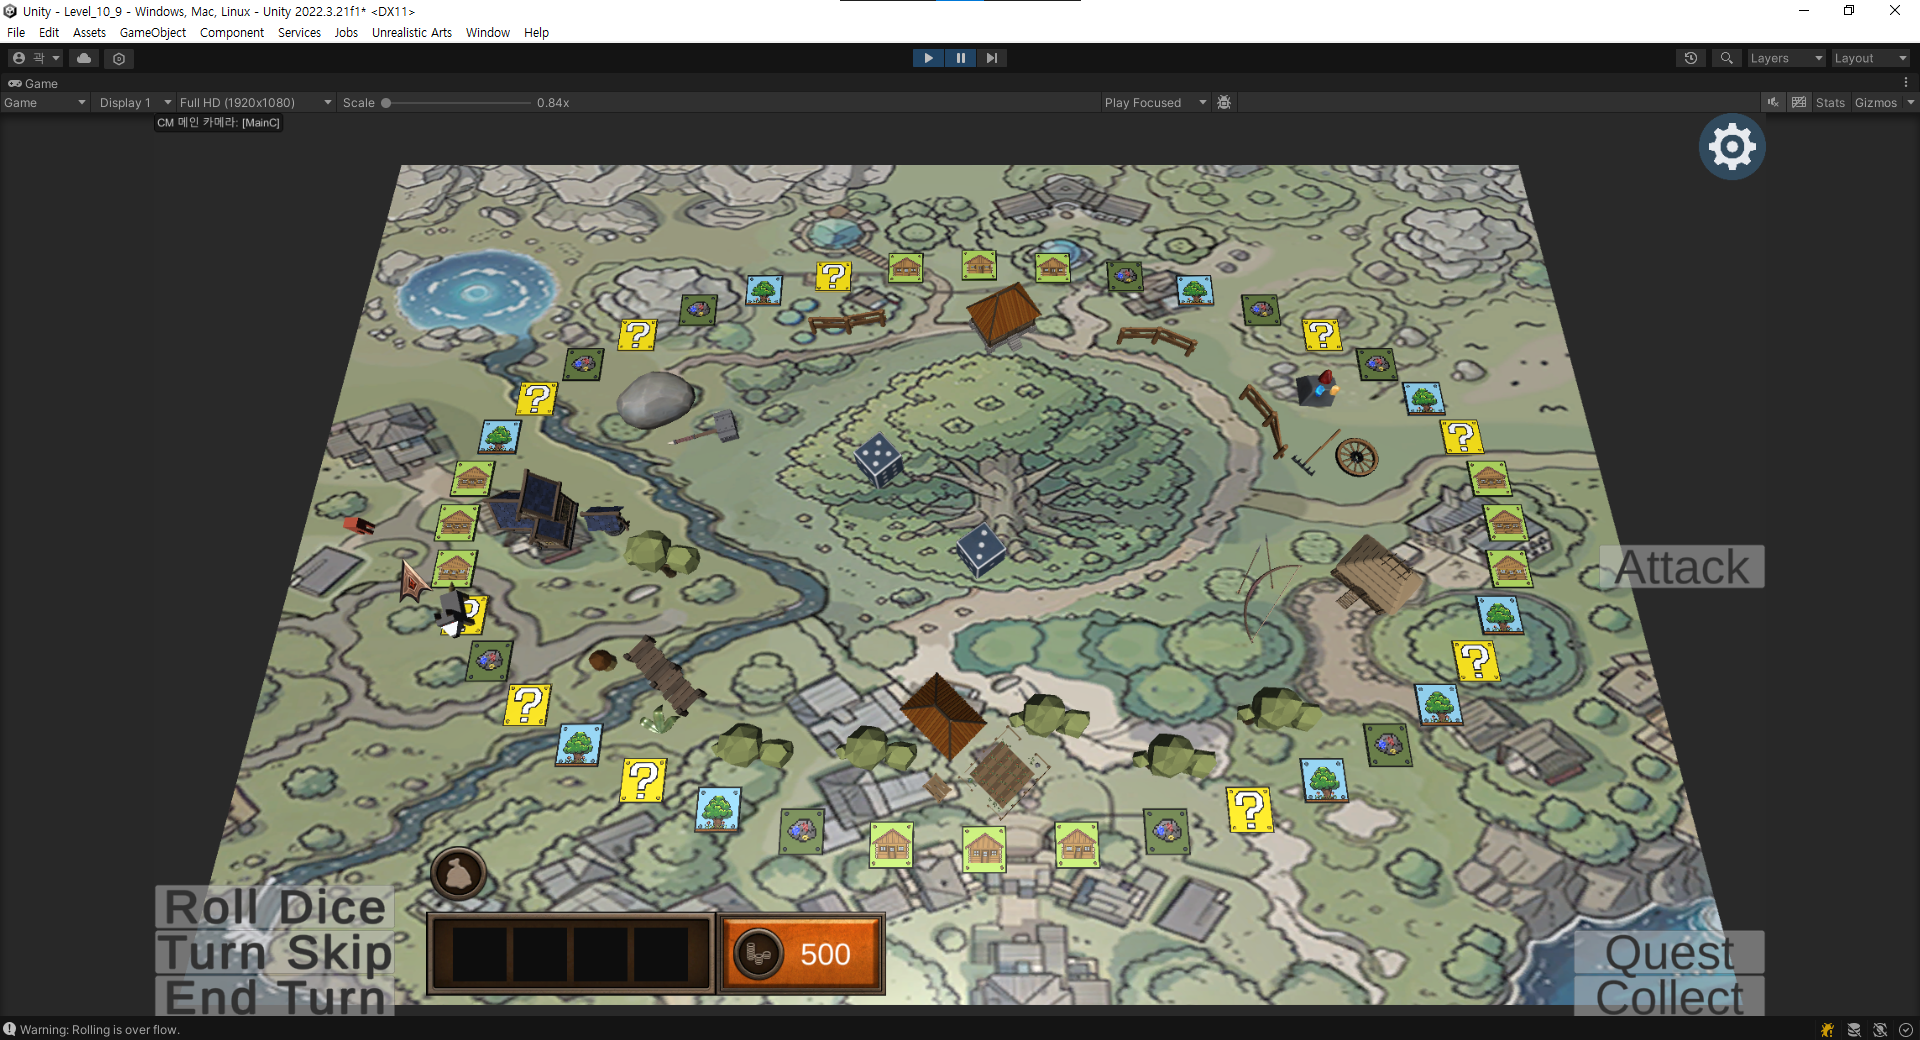 Unity - Level_10_9 - Windows, Mac, Linux - Unity 2022.3.21f1* <DX11>
File Edit Assets GameObject Component Services Jobs Unrealistic Arts Window Help
곽 Layers Layout
Game
Game Display 1 Full HD (1920x1080) Scale 0.84x Play Focused Stats Gizmos
CM 메인 카메라: [MainC]
?
?
?
?
?
?
?
?
?
?
?
Attack
Roll Dice
Turn Skip
End Turn
500
Quest
Collect
Warning: Rolling is over flow.